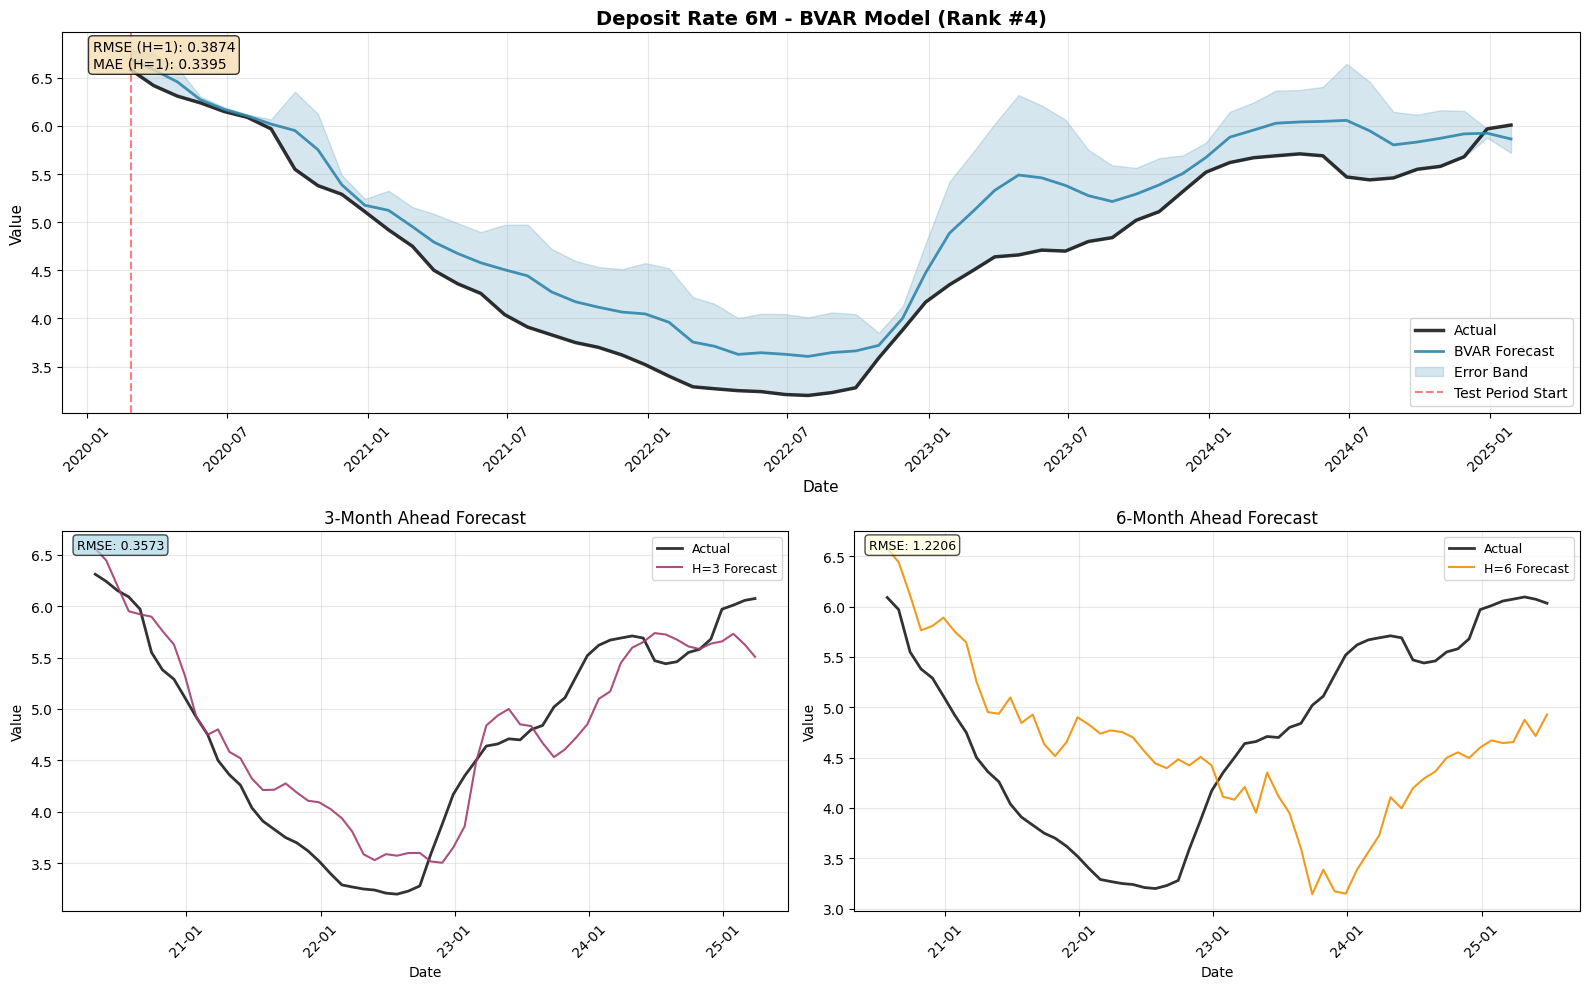 Deposit Rate 6M - BVAR Model (Rank #4)
RMSE (H=1): 0.3874
MAE (H=1): 0.3395
Value
6.5
6.0
5.5
5.0
4.5
4.0
3.5
Actual
BVAR Forecast
Error Band
Test Period Start
2020-01
2020-07
2021-01
2021-07
2022-01
2022-07
2023-01
2023-07
2024-01
2024-07
2025-01
Date
3-Month Ahead Forecast
RMSE: 0.3573
Actual
H=3 Forecast
Value
6.5
6.0
5.5
5.0
4.5
4.0
3.5
21-01
22-01
23-01
24-01
25-01
Date
6-Month Ahead Forecast
RMSE: 1.2206
Actual
H=6 Forecast
Value
6.5
6.0
5.5
5.0
4.5
4.0
3.5
3.0
21-01
22-01
23-01
24-01
25-01
Date